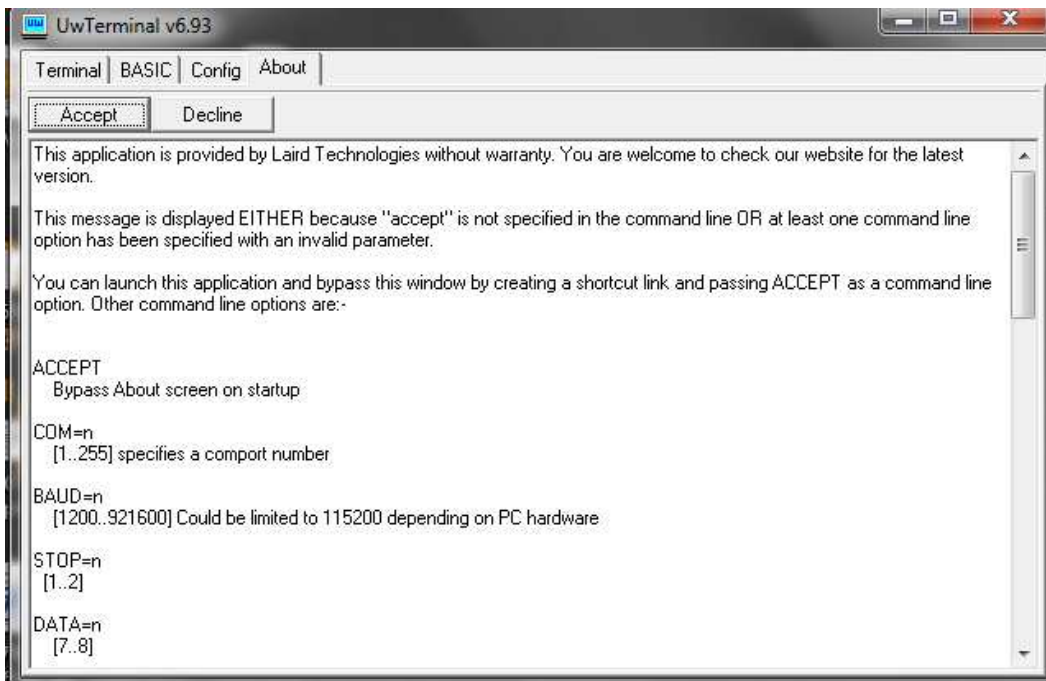 UwTerminal v6.93
Terminal BASIC Config About
Accept Decline
This application is provided by Laird Technologies without warranty. You are welcome to check our website for the latest
version.
This message is displayed EITHER because "accept" is not specified in the command line OR at least one command line
option has been specified with an invalid parameter.
You can launch this application and bypass this window by creating a shortcut link and passing ACCEPT as a command line
option. Other command line options are:-
ACCEPT
Bypass About screen on startup
COM=n
[1..255] specifies a comport number
BAUD=n
[1200..921600] Could be limited to 115200 depending on PC hardware
STOP=n
[1..2]
DATA=n
[7..8]